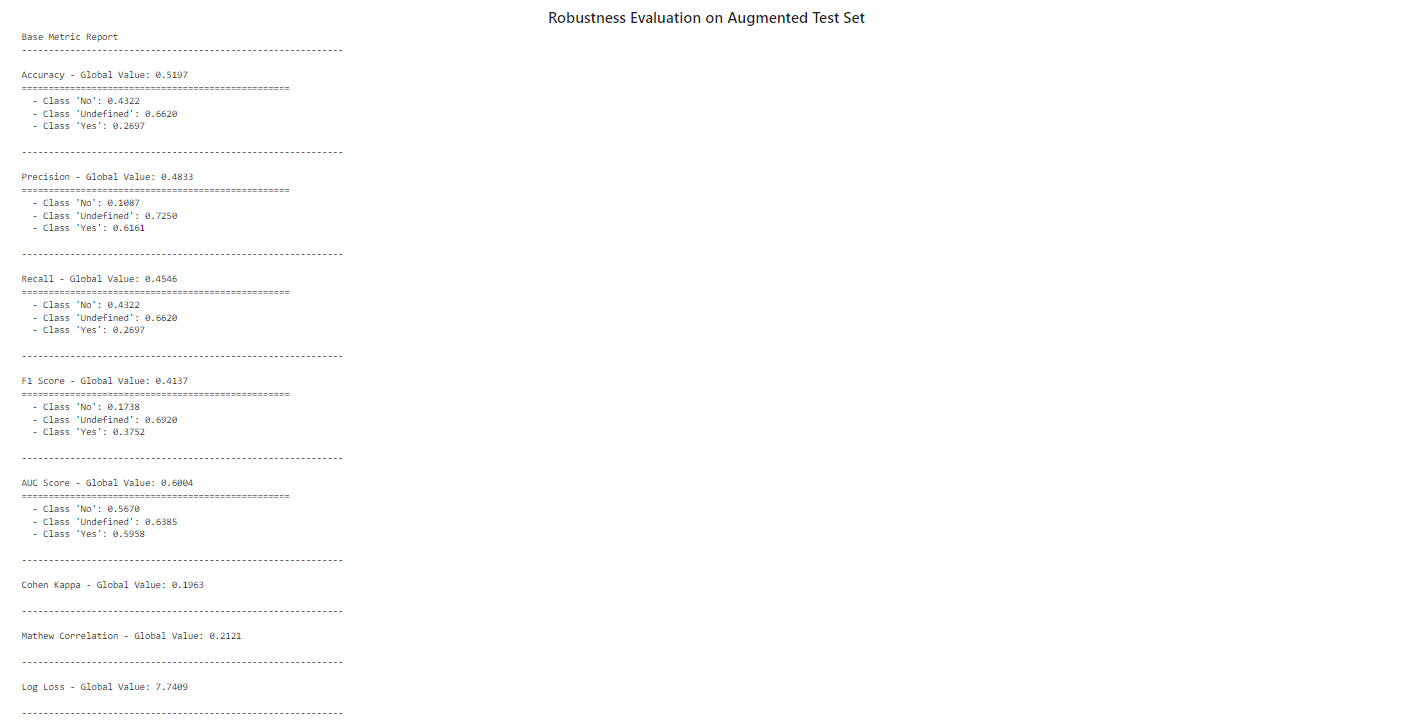 Robustness Evaluation on Augmented Test Set
Base Metric Report
------------------------------------------------------------
Accuracy - Global Value: 0.5197
==================================================
- Class 'No': 0.4322
- Class 'Undefined': 0.6620
- Class 'Yes': 0.2697
------------------------------------------------------------
Precision - Global Value: 0.4833
==================================================
- Class 'No': 0.1087
- Class 'Undefined': 0.7250
- Class 'Yes': 0.6161
------------------------------------------------------------
Recall - Global Value: 0.4546
==================================================
- Class 'No': 0.4322
- Class 'Undefined': 0.6620
- Class 'Yes': 0.2697
------------------------------------------------------------
F1 Score - Global Value: 0.4137
==================================================
- Class 'No': 0.1738
- Class 'Undefined': 0.6920
- Class 'Yes': 0.3752
------------------------------------------------------------
AUC Score - Global Value: 0.6004
==================================================
- Class 'No': 0.5670
- Class 'Undefined': 0.6385
- Class 'Yes': 0.5958
------------------------------------------------------------
Cohen Kappa - Global Value: 0.1963
------------------------------------------------------------
Mathew Correlation - Global Value: 0.2121
------------------------------------------------------------
Log Loss - Global Value: 7.7409
------------------------------------------------------------